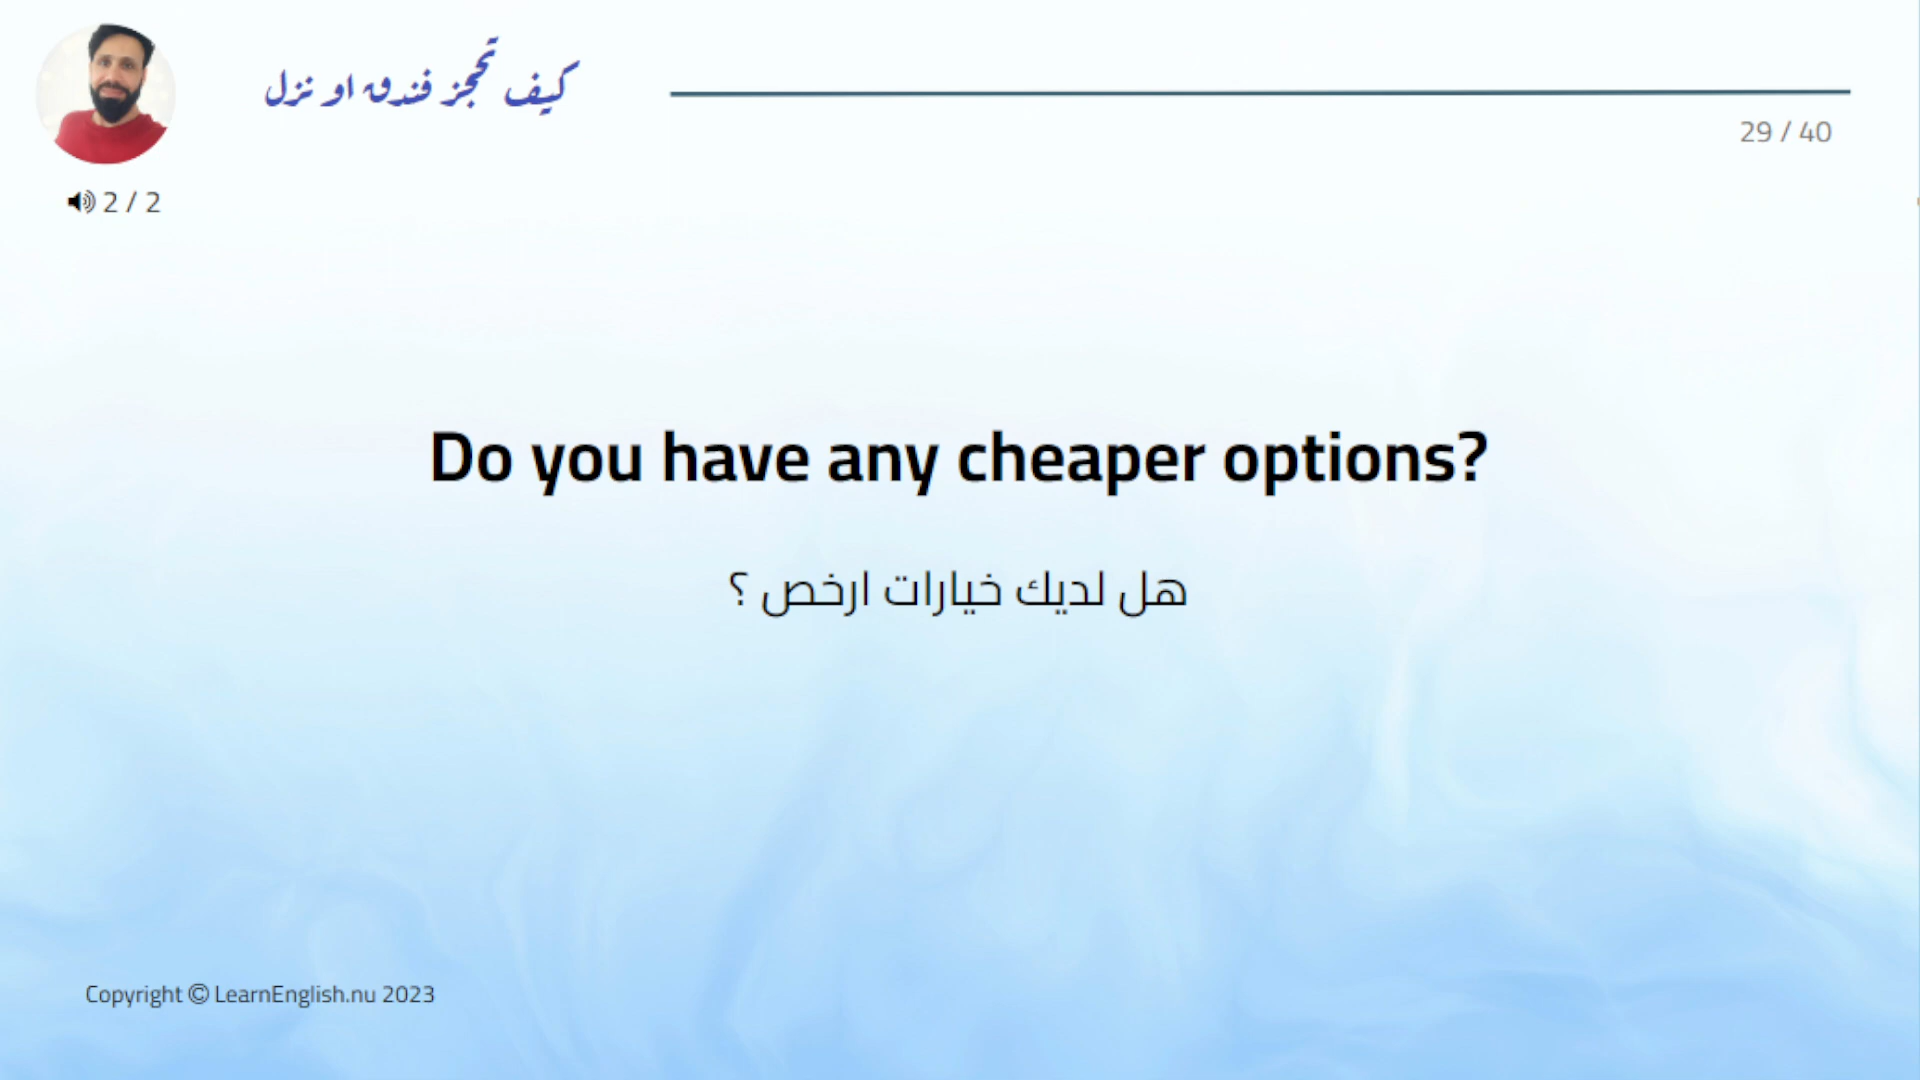 كيف تحجز فندق او نزل
29 / 40
2 / 2
Do you have any cheaper options?
هل لديك خيارات ارخص ؟
Copyright © LearnEnglish.nu 2023